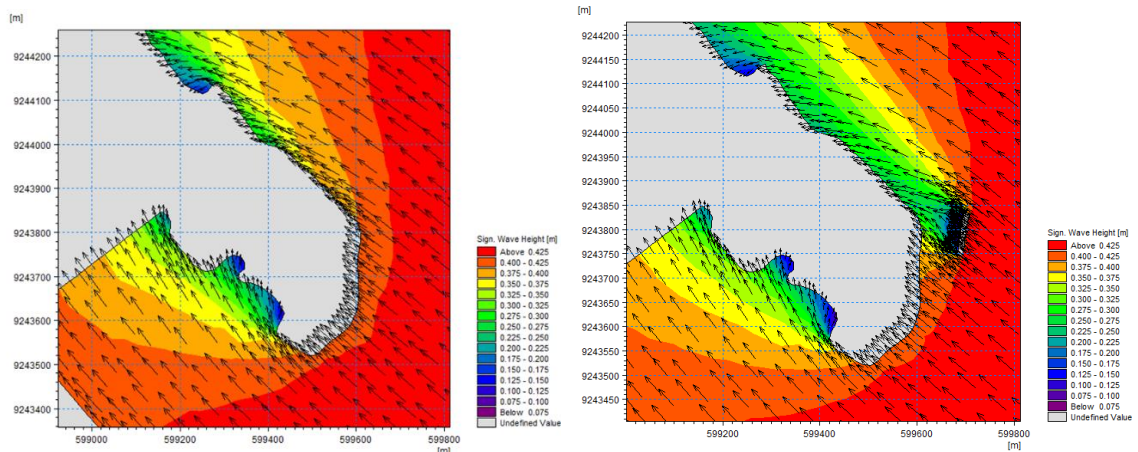 [m]
9244200
9244100
9244000
9243900
9243800
9243700
9243600
9243500
9243400
599000
599200
599400
599600
599800
[m]
Sign. Wave Height [m]
Above 0.425
0.400 - 0.425
0.375 - 0.400
0.350 - 0.375
0.325 - 0.350
0.300 - 0.325
0.275 - 0.300
0.250 - 0.275
0.225 - 0.250
0.200 - 0.225
0.175 - 0.200
0.150 - 0.175
0.125 - 0.150
0.100 - 0.125
0.075 - 0.100
Below 0.075
Undefined Value
[m]
9244200
9244150
9244100
9244050
9244000
9243950
9243900
9243850
9243800
9243750
9243700
9243650
9243600
9243550
9243500
9243450
599200
599400
599600
599800
[m]
Sign. Wave Height [m]
Above 0.425
0.400 - 0.425
0.375 - 0.400
0.350 - 0.375
0.325 - 0.350
0.300 - 0.325
0.275 - 0.300
0.250 - 0.275
0.225 - 0.250
0.200 - 0.225
0.175 - 0.200
0.150 - 0.175
0.125 - 0.150
0.100 - 0.125
0.075 - 0.100
Below 0.075
Undefined Value